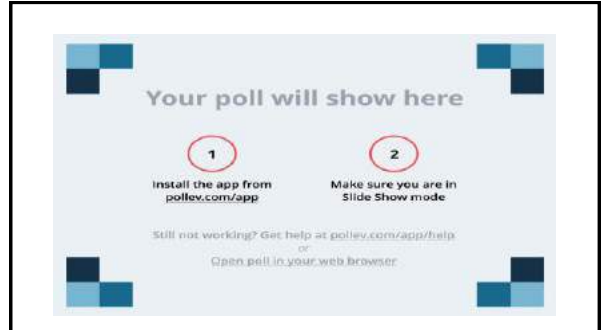 Your poll will show here
1
2
Install the app from
pollev.com/app
Make sure you are in
Slide Show mode
Still not working? Get help at pollev.com/app/help
or
Open poll in your web browser